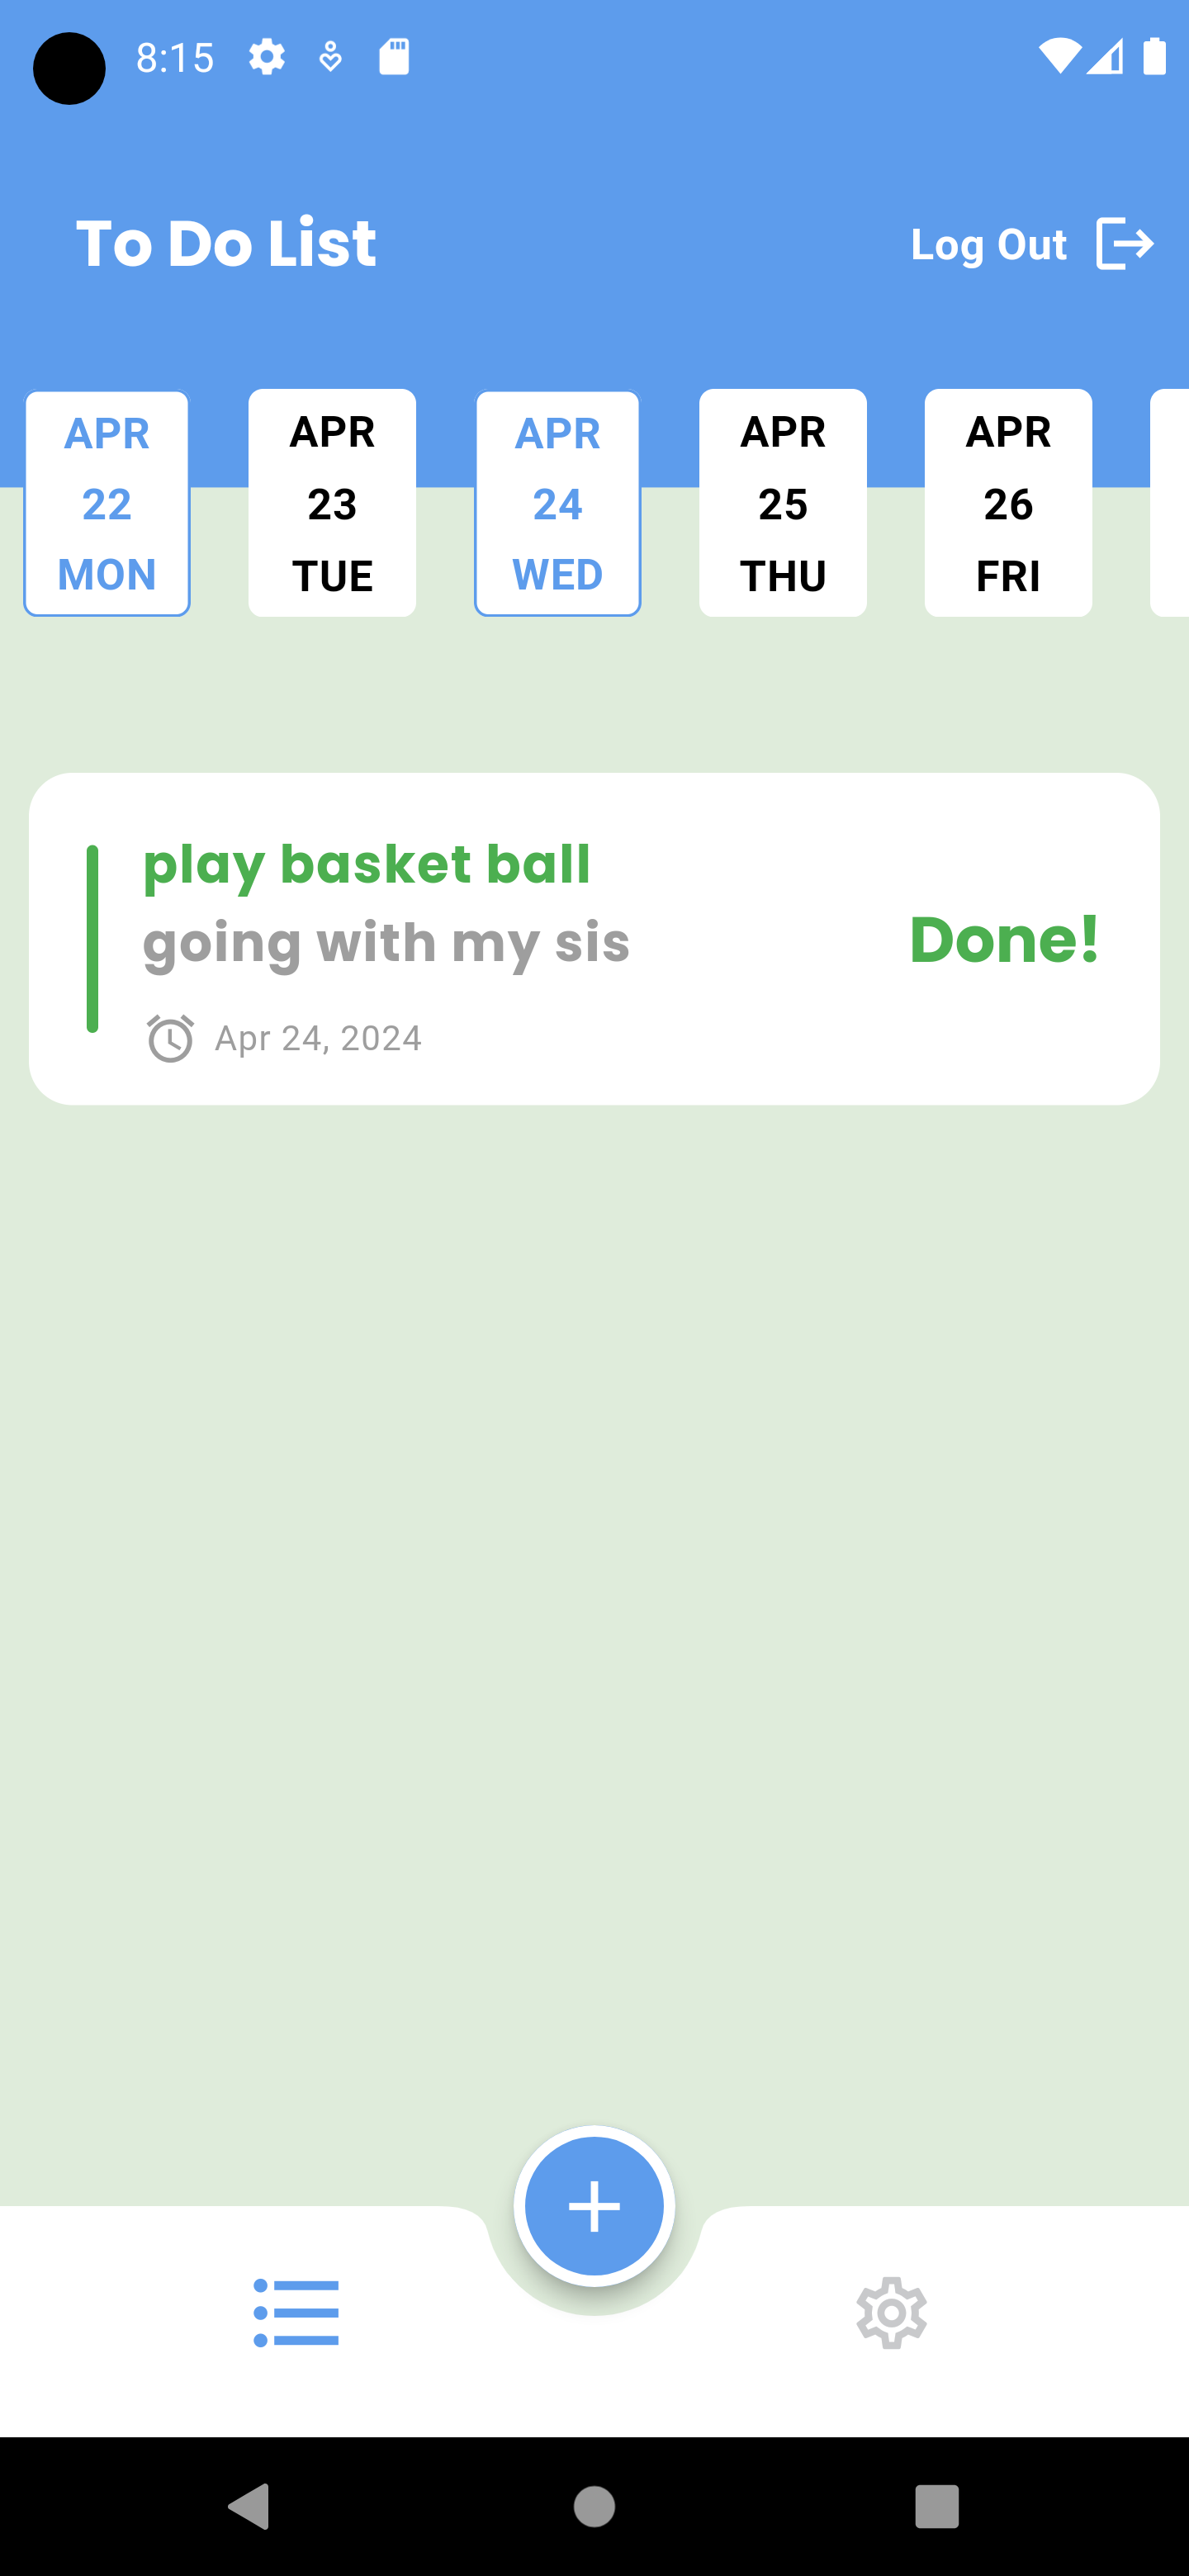 8:15
To Do List
Log Out
APR
22
MON
APR
23
TUE
APR
24
WED
APR
25
THU
APR
26
FRI
play basket ball
going with my sis
Done!
Apr 24, 2024